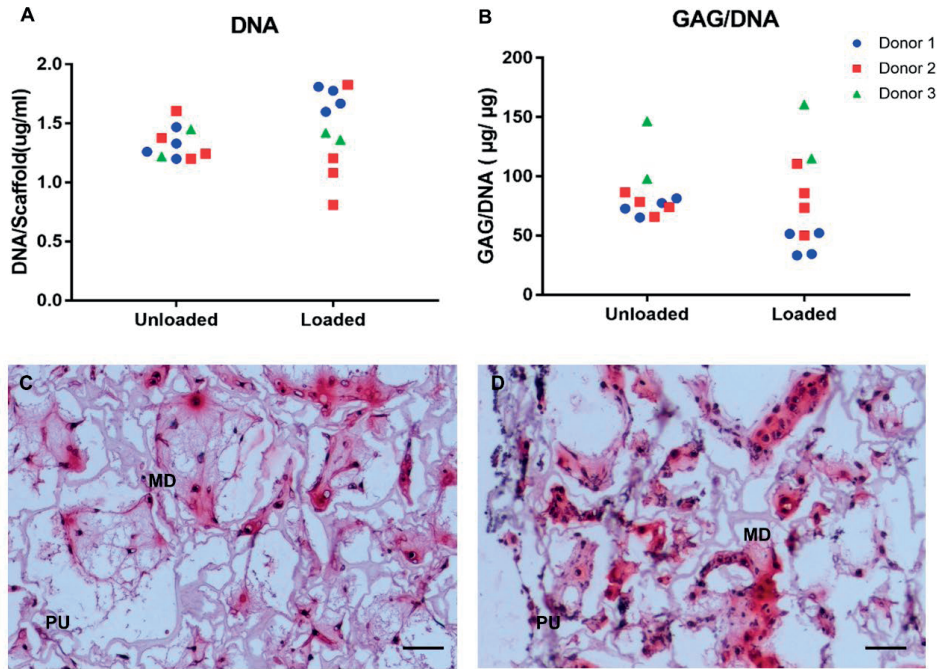 A
DNA
DNA/Scaffold(ug/ml)
2.0
1.5
1.0
0.5
0.0
Unloaded
Loaded
B
GAG/DNA
GAG/DNA ( µg/ µg)
200
150
100
50
0
Unloaded
Loaded
Donor 1
Donor 2
Donor 3
C
MD
PU
D
MD
PU